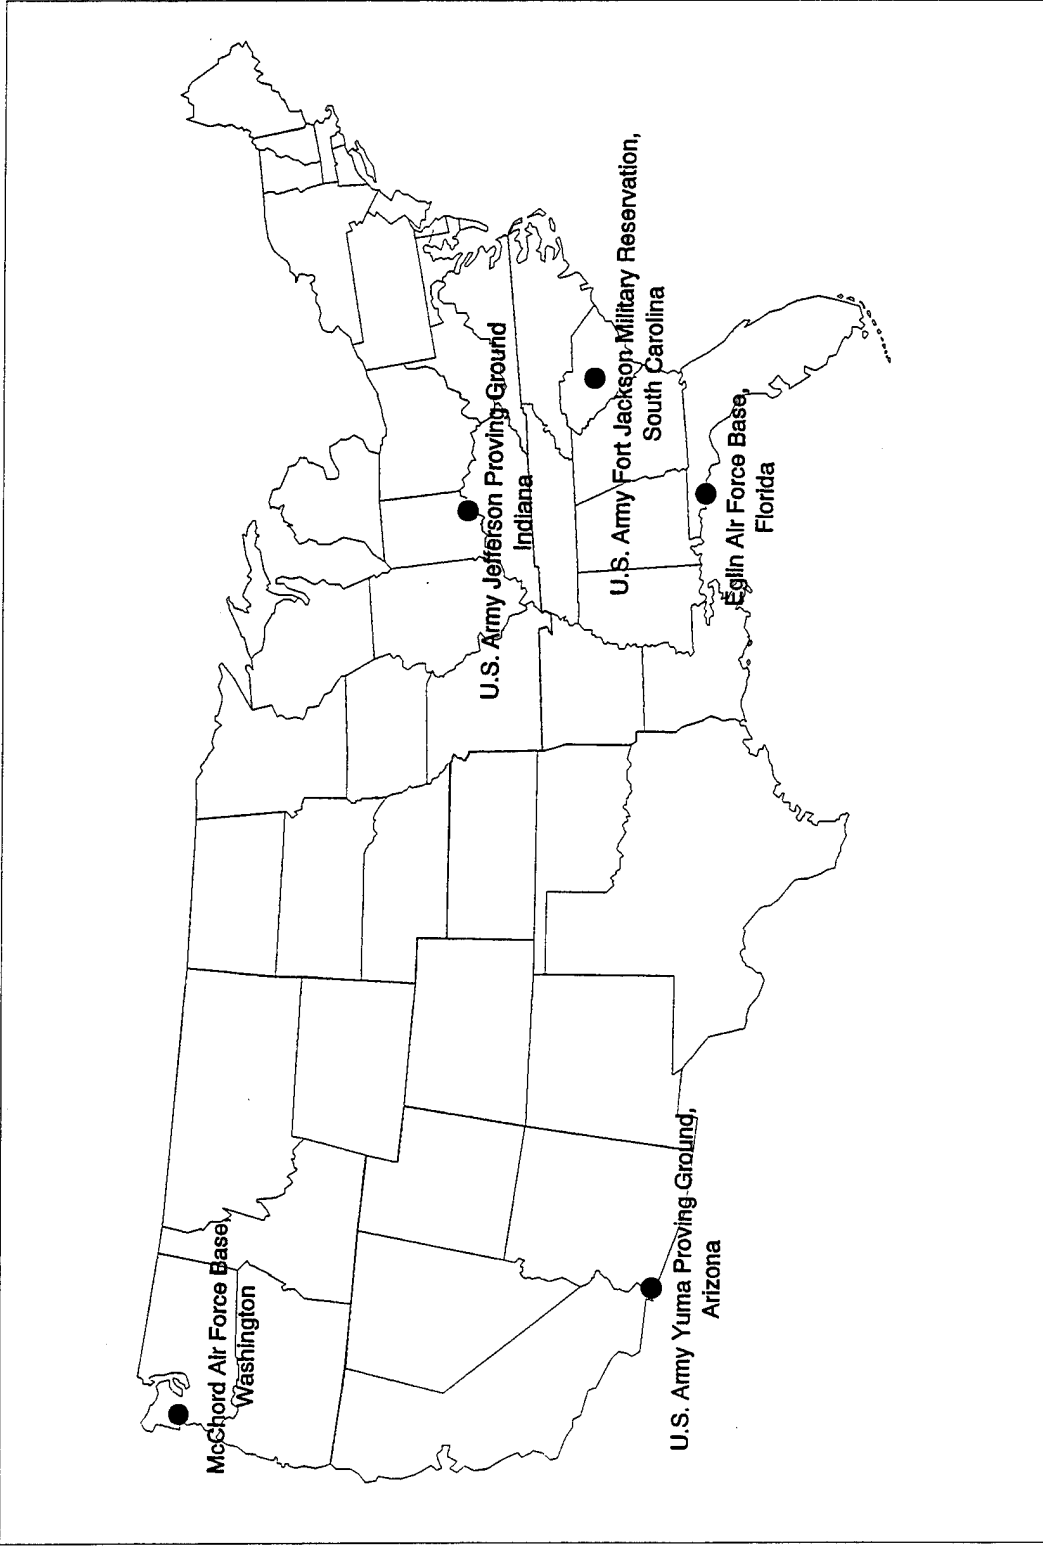 McChord Air Force Base,
Washington
U.S. Army Jefferson Proving Ground
Indiana
U.S. Army Fort Jackson Military Reservation,
South Carolina
Eglin Air Force Base,
Florida
U.S. Army Yuma Proving Ground,
Arizona